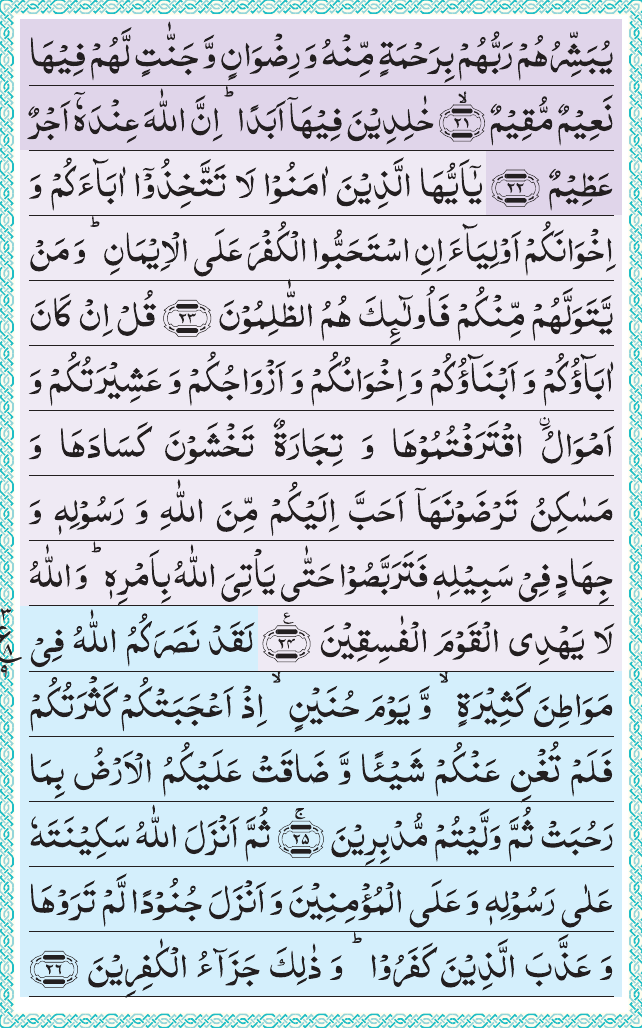 يُبَشِّرُهُمْ رَبُّهُمْ بِرَحْمَةٍ مِّنْهُ وَ رِضْوَانٍ وَّ جَنّٰتٍ لَّهُمْ فِيْهَا
نَعِيْمٌ مُّقِيْمٌ ۙ﴿۲۱﴾ خٰلِدِيْنَ فِيْهَاۤ اَبَدًا ؕ اِنَّ اللّٰهَ عِنْدَهٗۤ اَجْرٌ
عَظِيْمٌ ﴿۲۲﴾ يٰۤاَيُّهَا الَّذِيْنَ اٰمَنُوْا لَا تَتَّخِذُوْۤا اٰبَآءَكُمْ وَ
اِخْوَانَكُمْ اَوْلِيَآءَ اِنِ اسْتَحَبُّوا الْكُفْرَ عَلَى الْاِيْمَانِ ؕ وَ مَنْ
يَّتَوَلَّهُمْ مِّنْكُمْ فَاُولٰٓئِكَ هُمُ الظّٰلِمُوْنَ ﴿۲۳﴾ قُلْ اِنْ كَانَ
اٰبَآؤُكُمْ وَ اَبْنَآؤُكُمْ وَ اِخْوَانُكُمْ وَ اَزْوَاجُكُمْ وَ عَشِيْرَتُكُمْ وَ
اَمْوَالُ ۨاقْتَرَفْتُمُوْهَا وَ تِجَارَةٌ تَخْشَوْنَ كَسَادَهَا وَ
مَسٰكِنُ تَرْضَوْنَهَاۤ اَحَبَّ اِلَيْكُمْ مِّنَ اللّٰهِ وَ رَسُوْلِهٖ وَ
جِهَادٍ فِيْ سَبِيْلِهٖ فَتَرَبَّصُوْا حَتّٰى يَاْتِيَ اللّٰهُ بِاَمْرِهٖ ؕ وَ اللّٰهُ
لَا يَهْدِى الْقَوْمَ الْفٰسِقِيْنَ ﴿۲۴﴾ ع لَقَدْ نَصَرَكُمُ اللّٰهُ فِيْ
مَوَاطِنَ كَثِيْرَةٍ ۙ وَّ يَوْمَ حُنَيْنٍ ۙ اِذْ اَعْجَبَتْكُمْ كَثْرَتُكُمْ
فَلَمْ تُغْنِ عَنْكُمْ شَيْـًٔا وَّ ضَاقَتْ عَلَيْكُمُ الْاَرْضُ بِمَا
رَحُبَتْ ثُمَّ وَلَّيْتُمْ مُّدْبِرِيْنَ ۚ﴿۲۵﴾ ثُمَّ اَنْزَلَ اللّٰهُ سَكِيْنَتَهٗ
عَلٰى رَسُوْلِهٖ وَ عَلَى الْمُؤْمِنِيْنَ وَ اَنْزَلَ جُنُوْدًا لَّمْ تَرَوْهَا
وَ عَذَّبَ الَّذِيْنَ كَفَرُوْا ؕ وَ ذٰلِكَ جَزَآءُ الْكٰفِرِيْنَ ﴿۲۶﴾